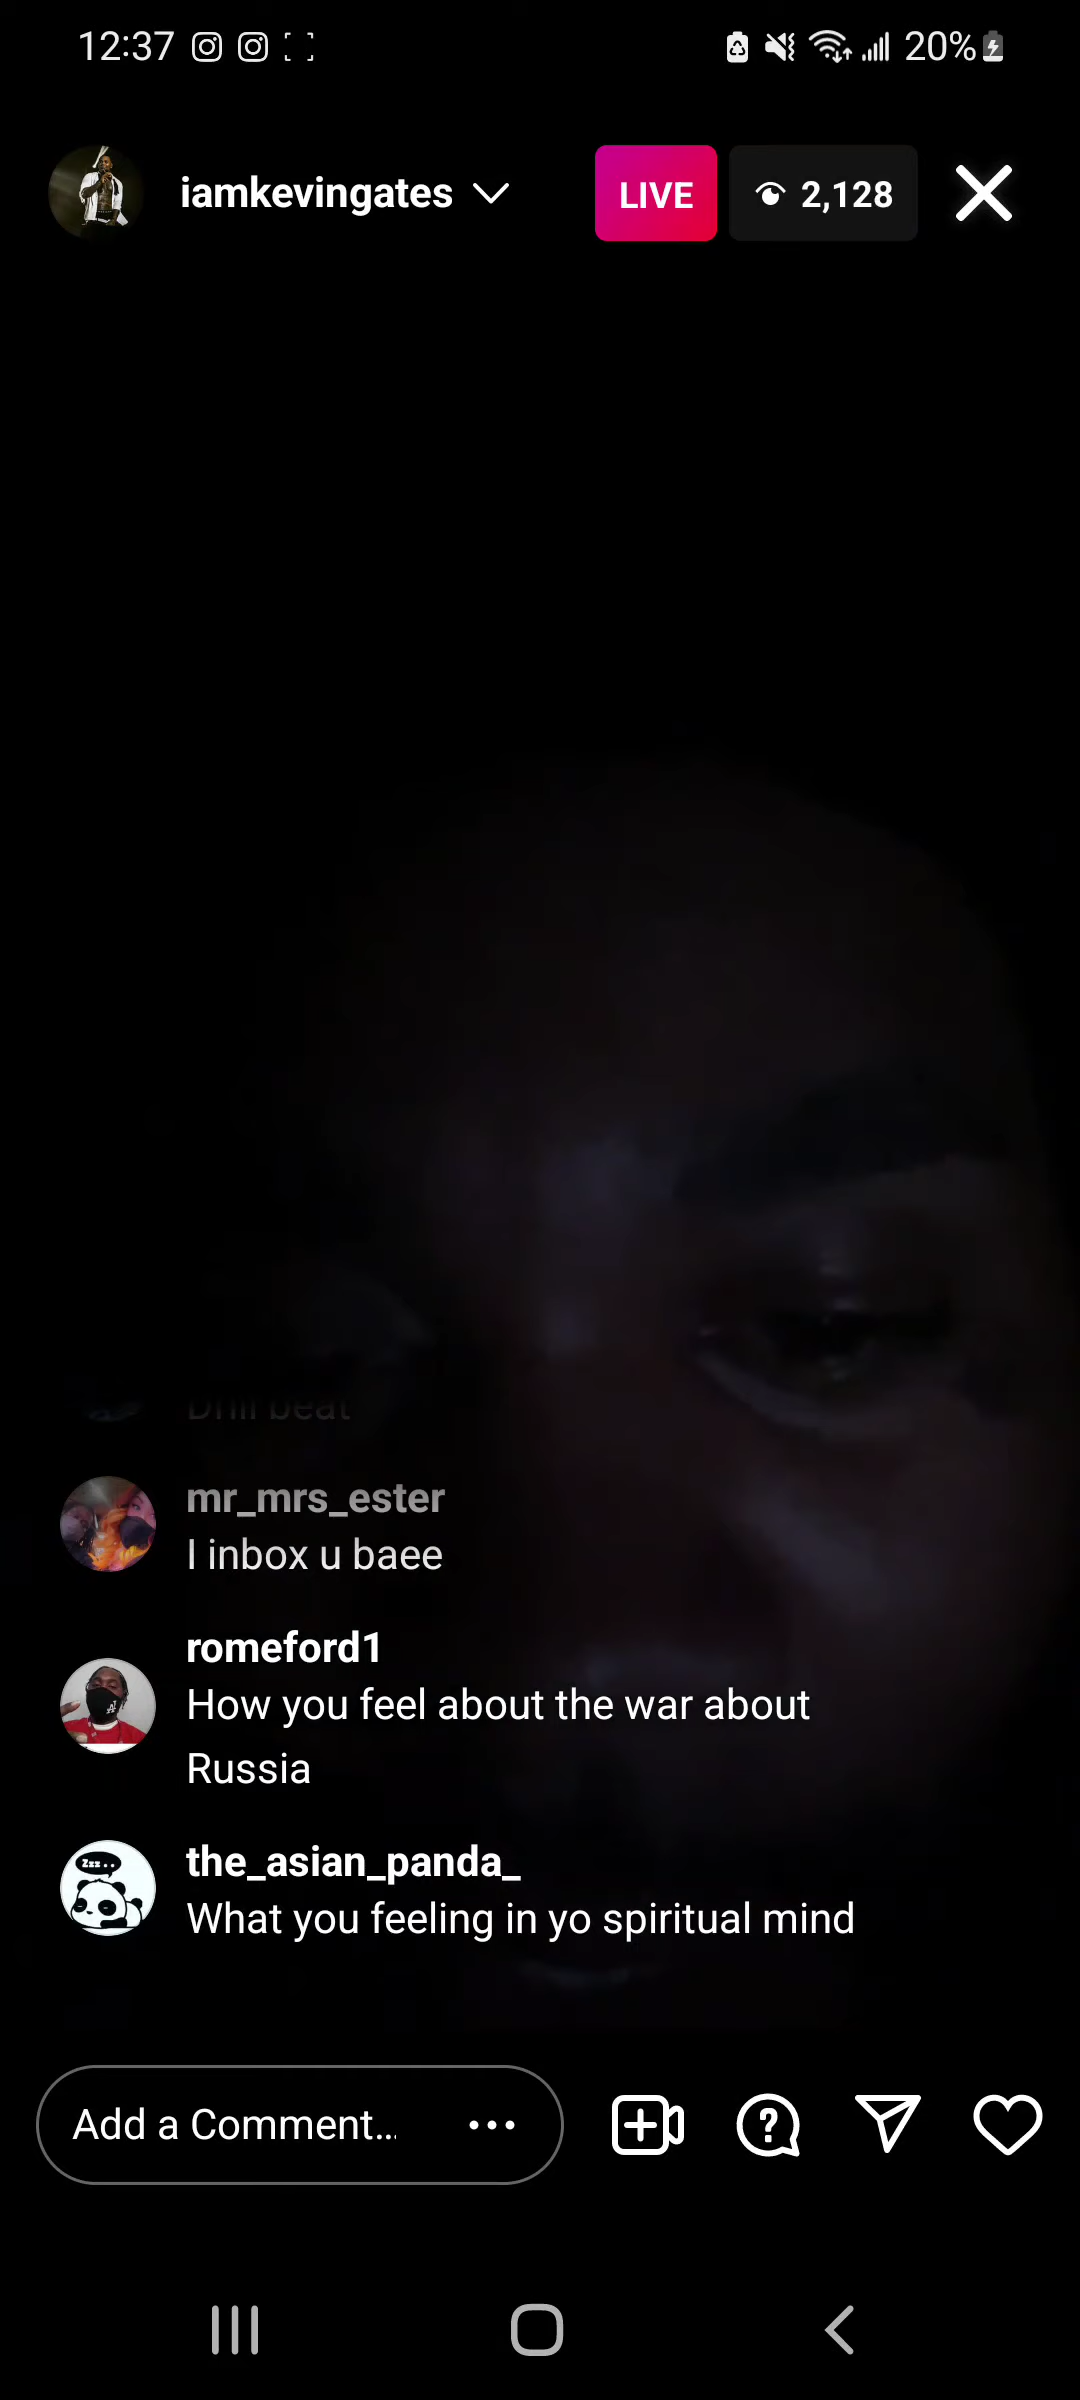 12:37
20%
iamkevingates
LIVE
2,128
Drill beat
mr_mrs_ester
I inbox u baee
romeford1
How you feel about the war about
Russia
Zzz..
the_asian_panda_
What you feeling in yo spiritual mind
Add a Comment...